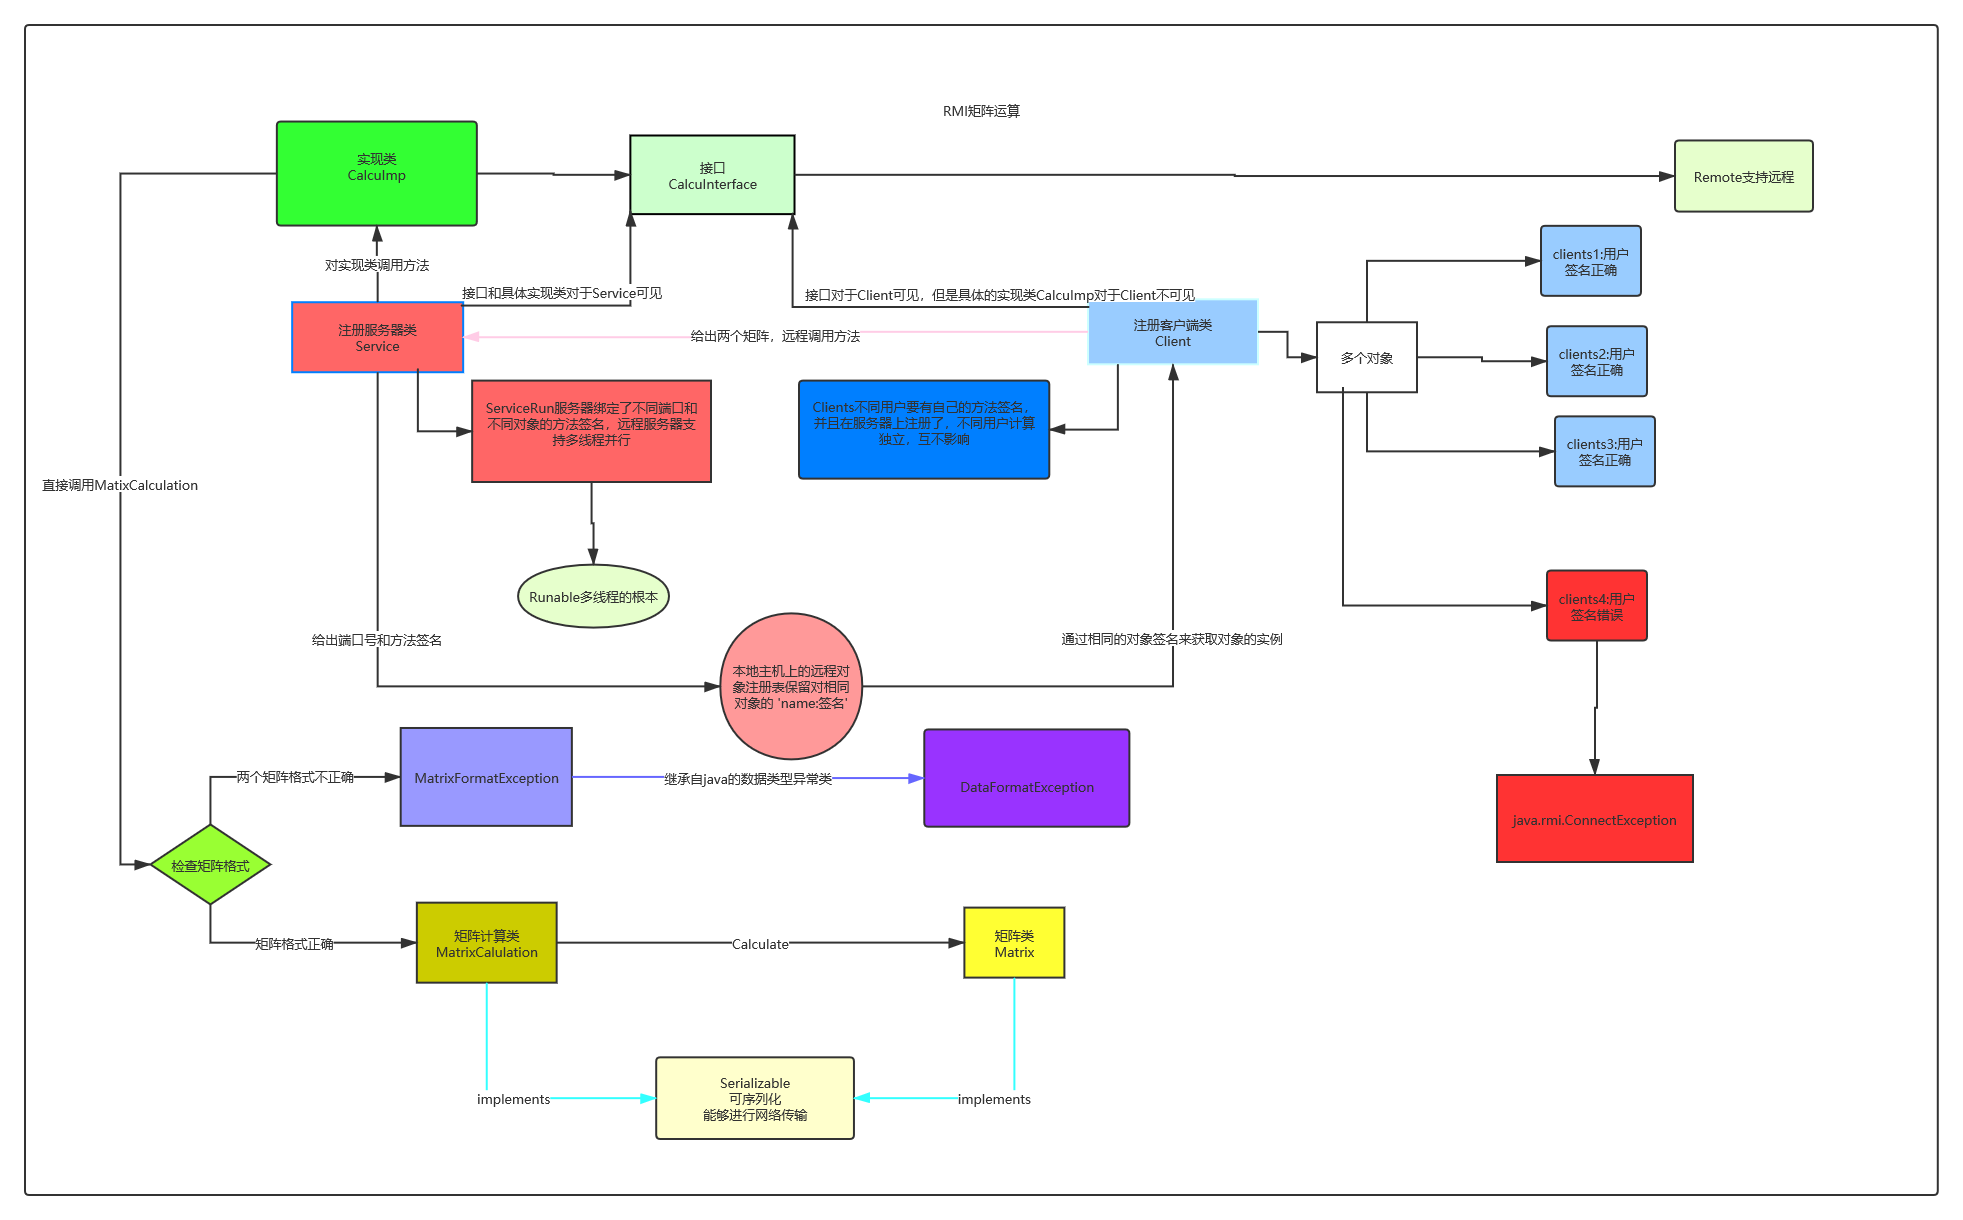 RMI矩阵运算
实现类
CalcuImp
接口
CalcuInterface
Remote支持远程
对实现类调用方法
接口和具体实现类对于Service可见
接口对于Client可见，但是具体的实现类CalcuImp对于Client不可见
注册服务器类
Service
给出两个矩阵，远程调用方法
注册客户端类
Client
多个对象
clients1:用户
签名正确
clients2:用户
签名正确
clients3:用户
签名正确
ServiceRun服务器绑定了不同端口和
不同对象的方法签名，远程服务器支
持多线程并行
Clients不同用户要有自己的方法签名，
并且在服务器上注册了，不同用户计算
独立，互不影响
直接调用MatixCalculation
Runable多线程的根本
clients4:用户
签名错误
给出端口号和方法签名
通过相同的对象签名来获取对象的实例
本地主机上的远程对
象注册表保留对相同
对象的 'name:签名'
两个矩阵格式不正确
MatrixFormatException
继承自java的数据类型异常类
DataFormatException
java.rmi.ConnectException
检查矩阵格式
矩阵格式正确
矩阵计算类
MatrixCalulation
Calculate
矩阵类
Matrix
implements
Serializable
可序列化
能够进行网络传输
implements